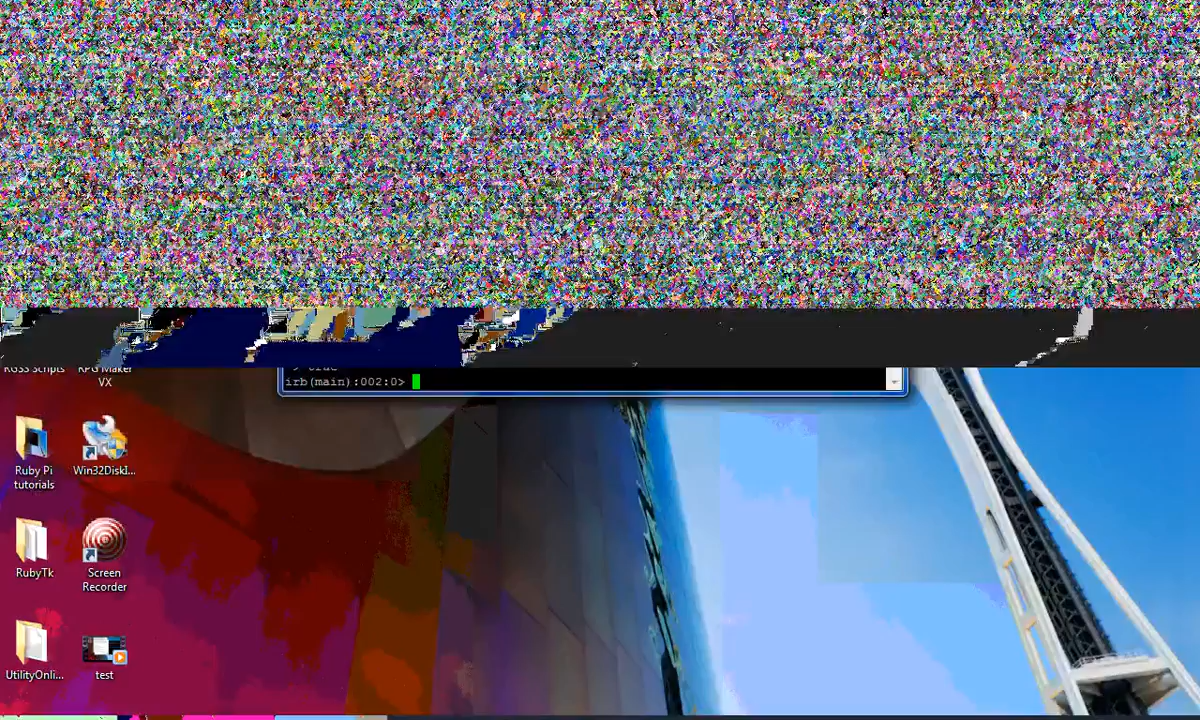 RGSS Scripts
RPG Maker
VX
irb(main):002:0>
Ruby Pi
tutorials
Win32DiskI...
RubyTk
Screen
Recorder
UtilityOnli...
test